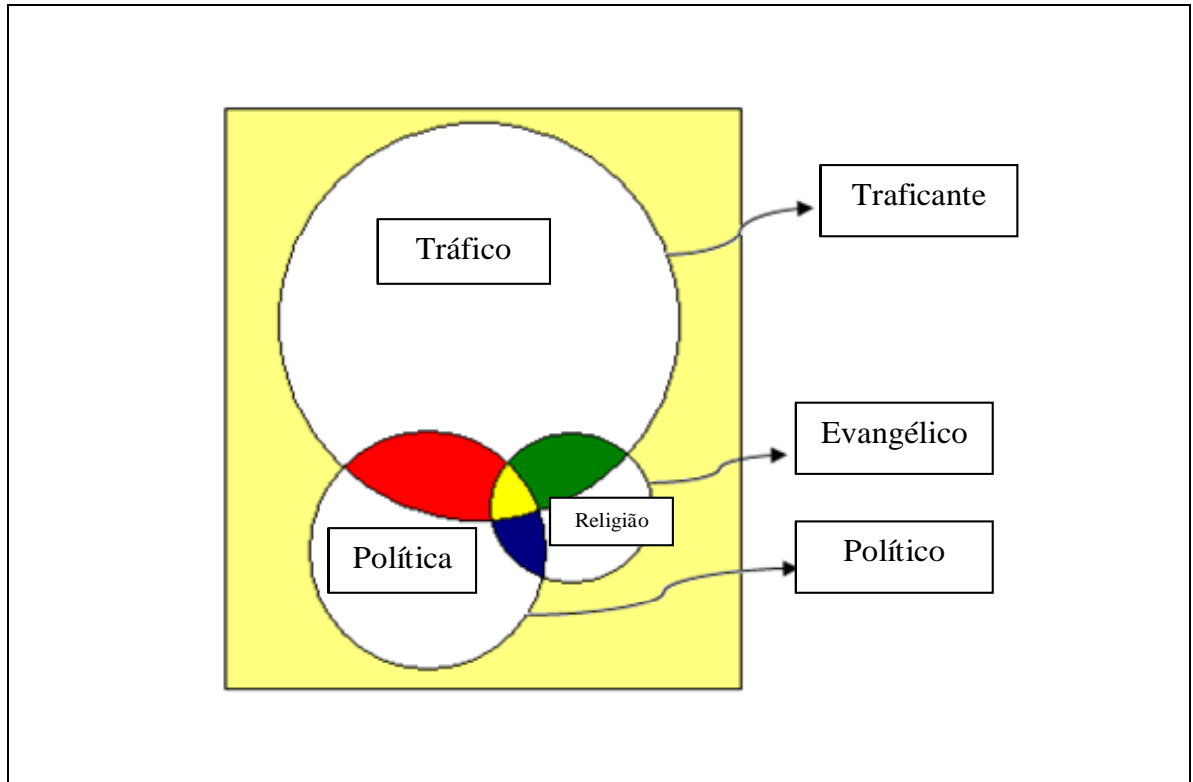 Traficante
Tráfico
Evangélico
Religião
Político
Política